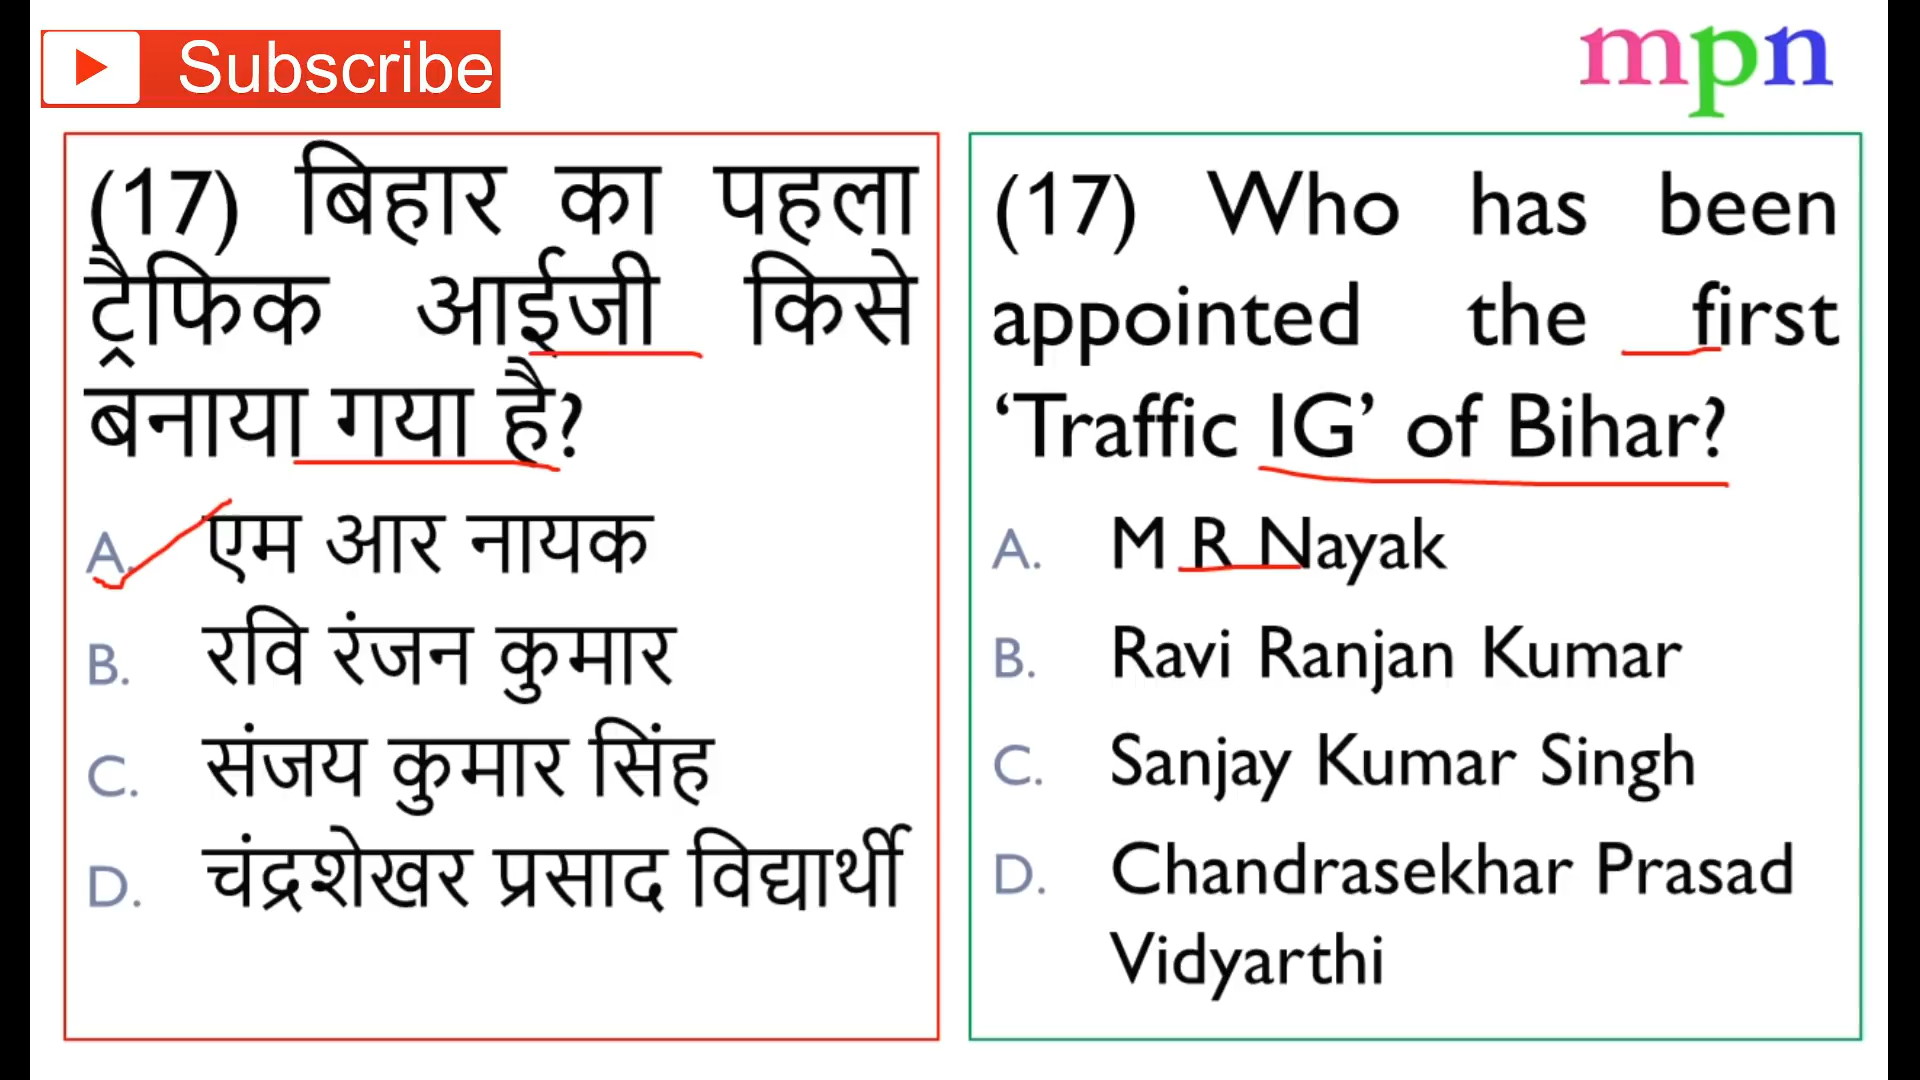 Subscribe
mpn
(17) बिहार का पहला
ट्रैफिक आईजी किसे
बनाया गया है?
A. एम आर नायक
B. रवि रंजन कुमार
C. संजय कुमार सिंह
D. चंद्रशेखर प्रसाद विद्यार्थी
(17) Who has been
appointed the first
‘Traffic IG’ of Bihar?
A. M R Nayak
B. Ravi Ranjan Kumar
C. Sanjay Kumar Singh
D. Chandrasekhar Prasad
Vidyarthi